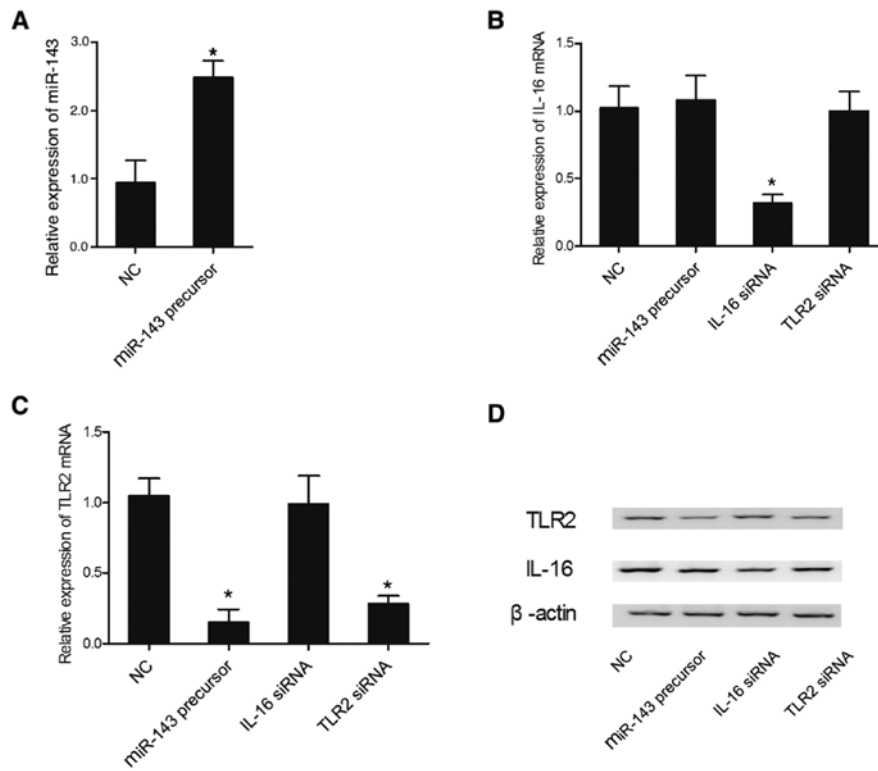 A
Relative expression of miR-143
3.0
2.0
1.0
0.0
*
NC
miR-143 precursor
B
Relative expression of IL-16 mRNA
1.5
1.0
0.5
0.0
*
NC
miR-143 precursor
IL-16 siRNA
TLR2 siRNA
C
Relative expression of TLR2 mRNA
1.5
1.0
0.5
0.0
*
*
NC
miR-143 precursor
IL-16 siRNA
TLR2 siRNA
D
TLR2
IL-16
β-actin
NC
miR-143 precursor
IL-16 siRNA
TLR2 siRNA